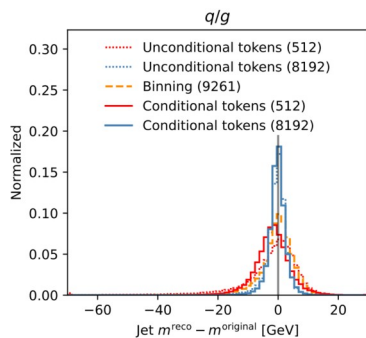 q/g
Unconditional tokens (512)
Unconditional tokens (8192)
Binning (9261)
Conditional tokens (512)
Conditional tokens (8192)
0.30
0.25
0.20
0.15
0.10
0.05
0.00
Normalized
−60 −40 −20 0 20
Jet m^reco − m^original [GeV]